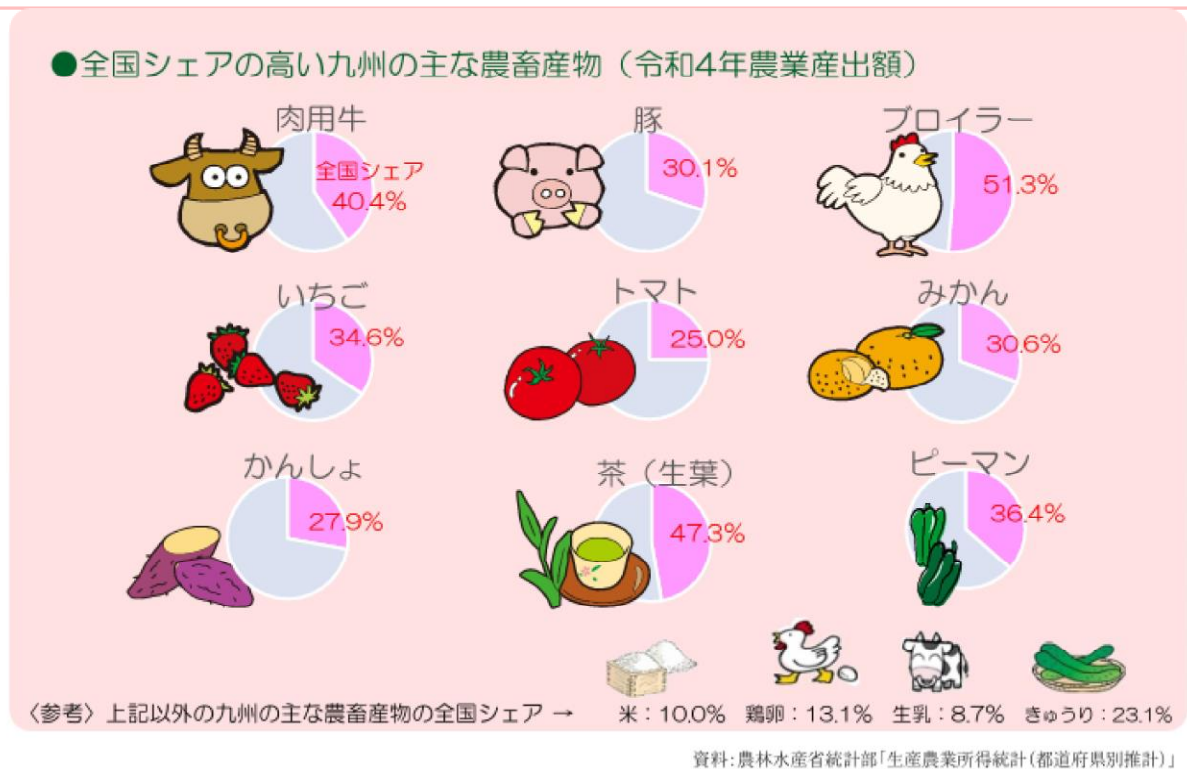 ●全国シェアの高い九州の主な農畜産物（令和4年農業産出額）
肉用牛
全国シェア
40.4%
豚
30.1%
ブロイラー
51.3%
いちご
34.6%
トマト
25.0%
みかん
30.6%
かんしょ
27.9%
茶（生葉）
47.3%
ピーマン
36.4%
〈参考〉上記以外の九州の主な農畜産物の全国シェア → 米：10.0% 鶏卵：13.1% 生乳：8.7% きゅうり：23.1%
資料：農林水産省統計部「生産農業所得統計（都道府県別推計）」